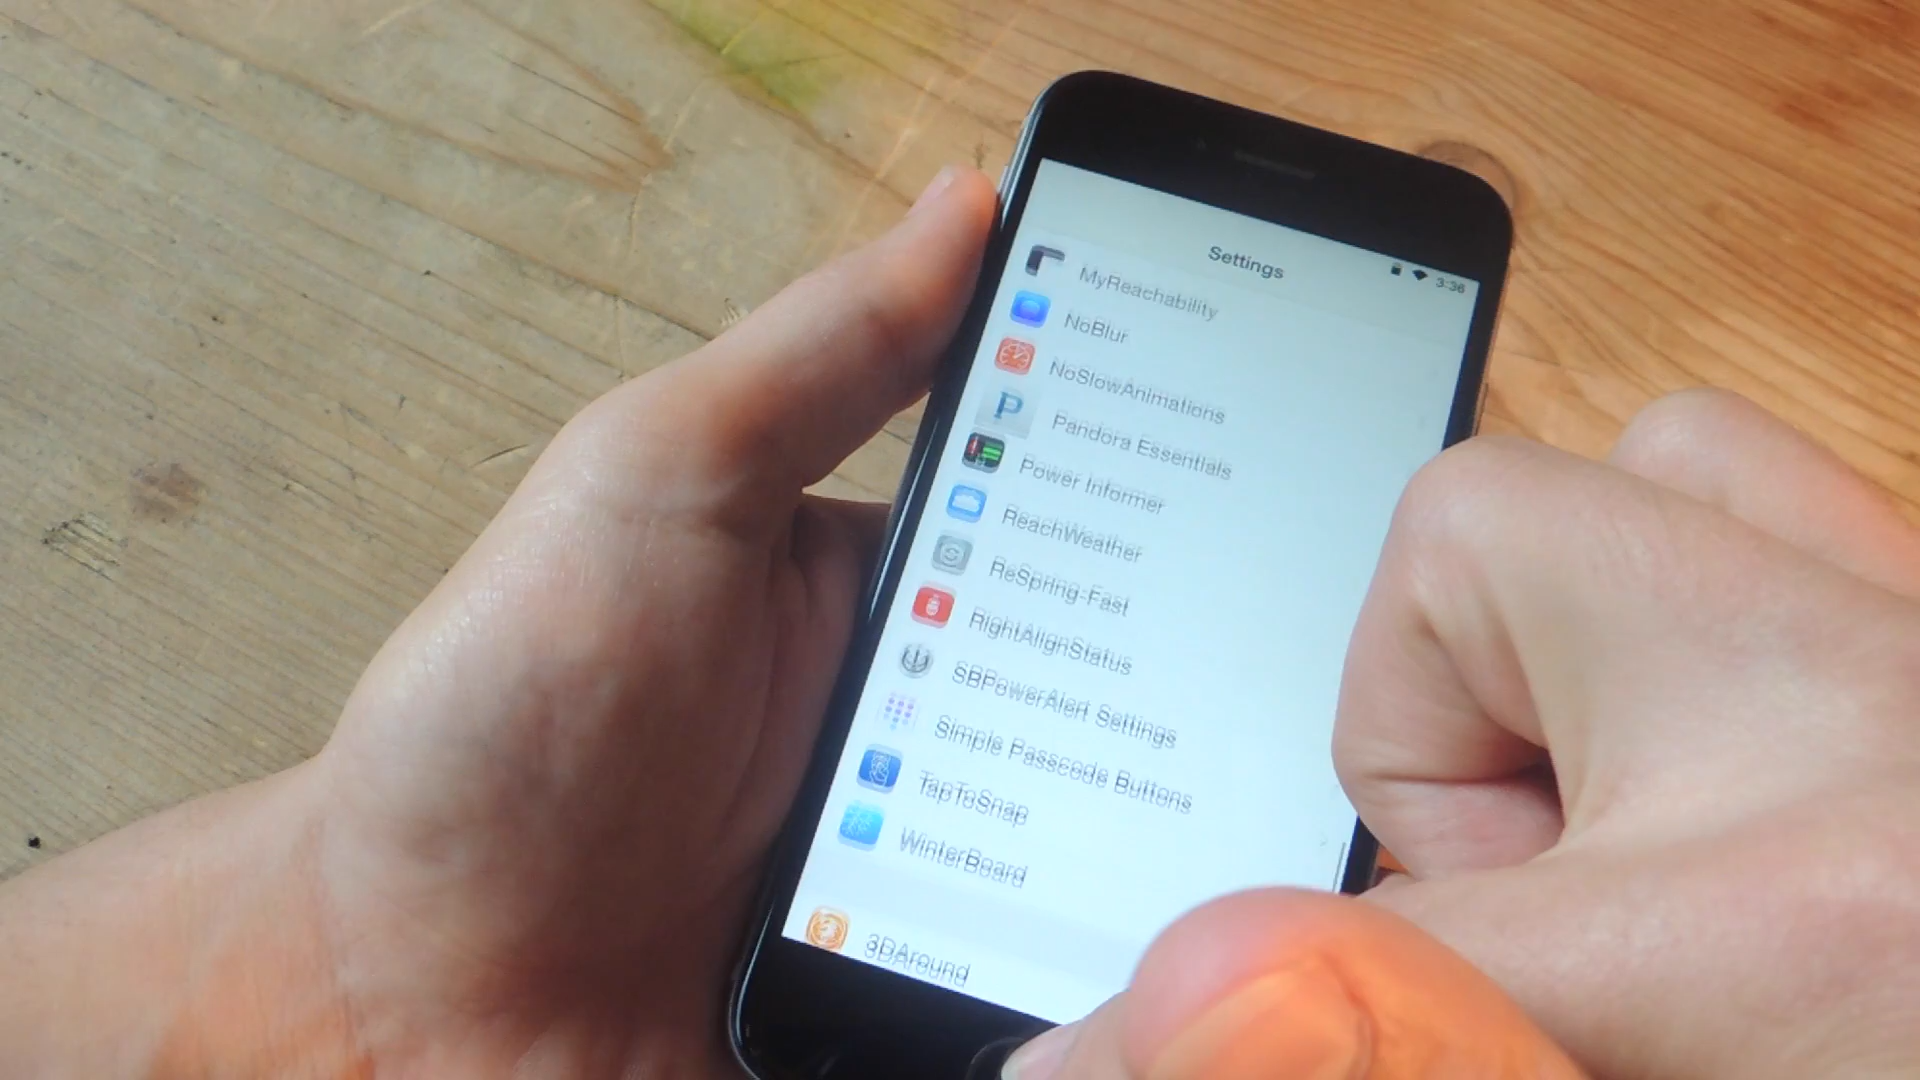 Settings
3:36
MyReachability
NoBlur
NoSlowAnimations
Pandora Essentials
Power Informer
ReachWeather
ReSpring-Fast
RightAlignStatus
SBPowerAlert Settings
Simple Passcode Buttons
TapToSnap
WinterBoard
3DAround